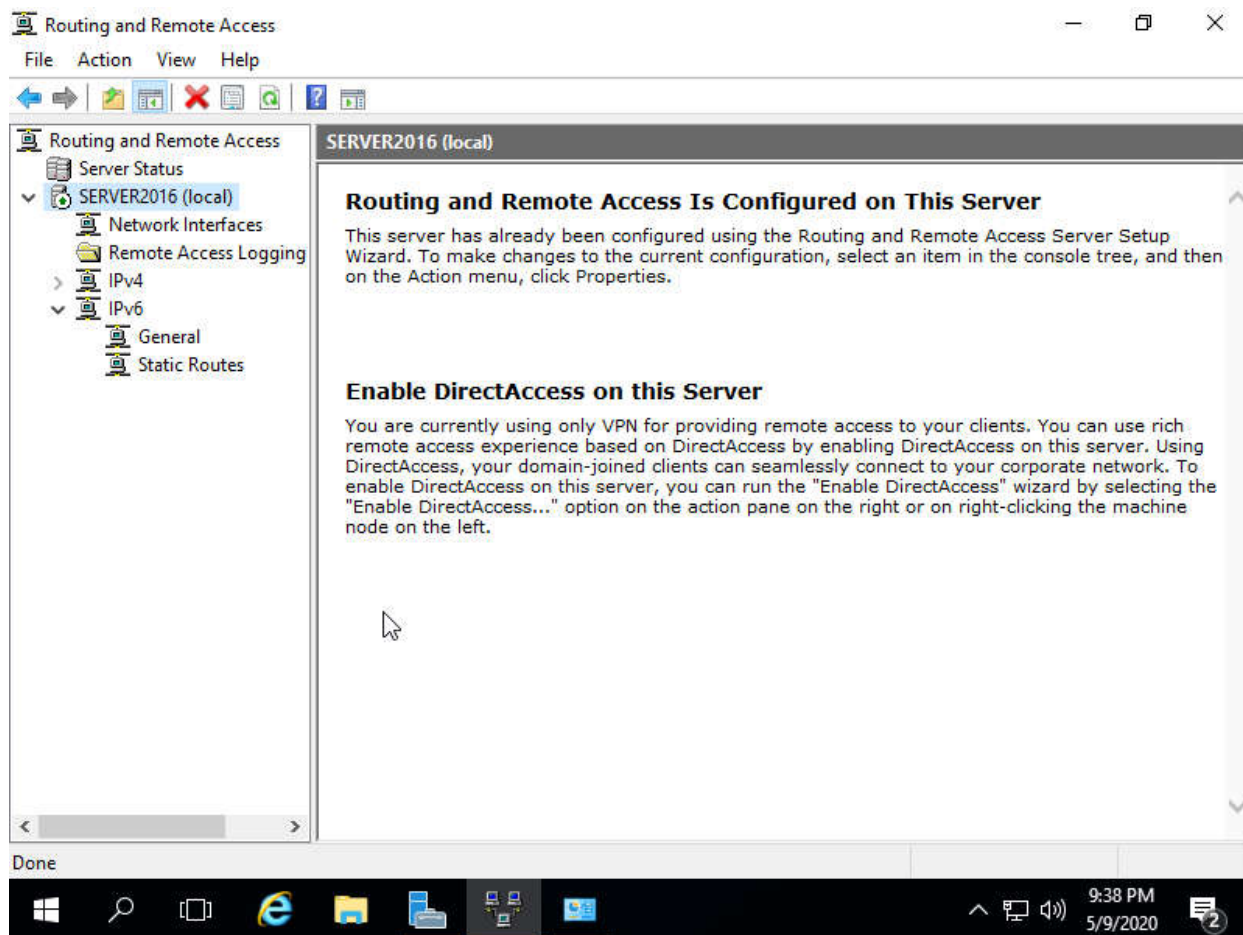 Routing and Remote Access
File Action View Help
Routing and Remote Access
Server Status
SERVER2016 (local)
Network Interfaces
Remote Access Logging
IPv4
IPv6
General
Static Routes
SERVER2016 (local)
Routing and Remote Access Is Configured on This Server
This server has already been configured using the Routing and Remote Access Server Setup
Wizard. To make changes to the current configuration, select an item in the console tree, and then
on the Action menu, click Properties.
Enable DirectAccess on this Server
You are currently using only VPN for providing remote access to your clients. You can use rich
remote access experience based on DirectAccess by enabling DirectAccess on this server. Using
DirectAccess, your domain-joined clients can seamlessly connect to your corporate network. To
enable DirectAccess on this server, you can run the "Enable DirectAccess" wizard by selecting the
"Enable DirectAccess..." option on the action pane on the right or on right-clicking the machine
node on the left.
Done
9:38 PM
5/9/2020
2